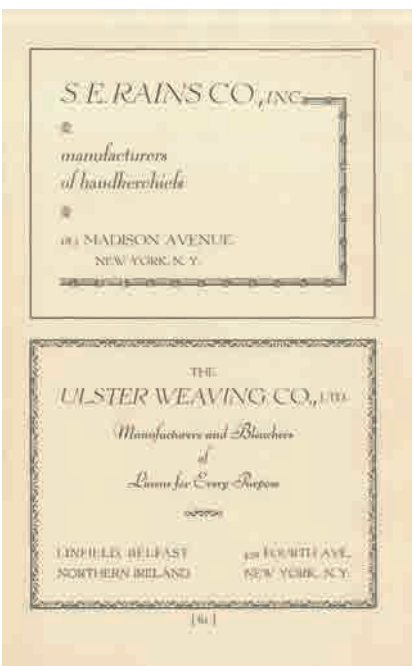 S. E. RAINS CO., INC.
manufacturers
of handkerchiefs
MADISON AVENUE
NEW YORK, N. Y.
THE
ULSTER WEAVING CO., LTD.
Manufacturers and Bleachers
of
Linens for Every Purpose
LINFIELD, BELFAST
NORTHERN IRELAND
FOURTH AVE.
NEW YORK, N.Y.